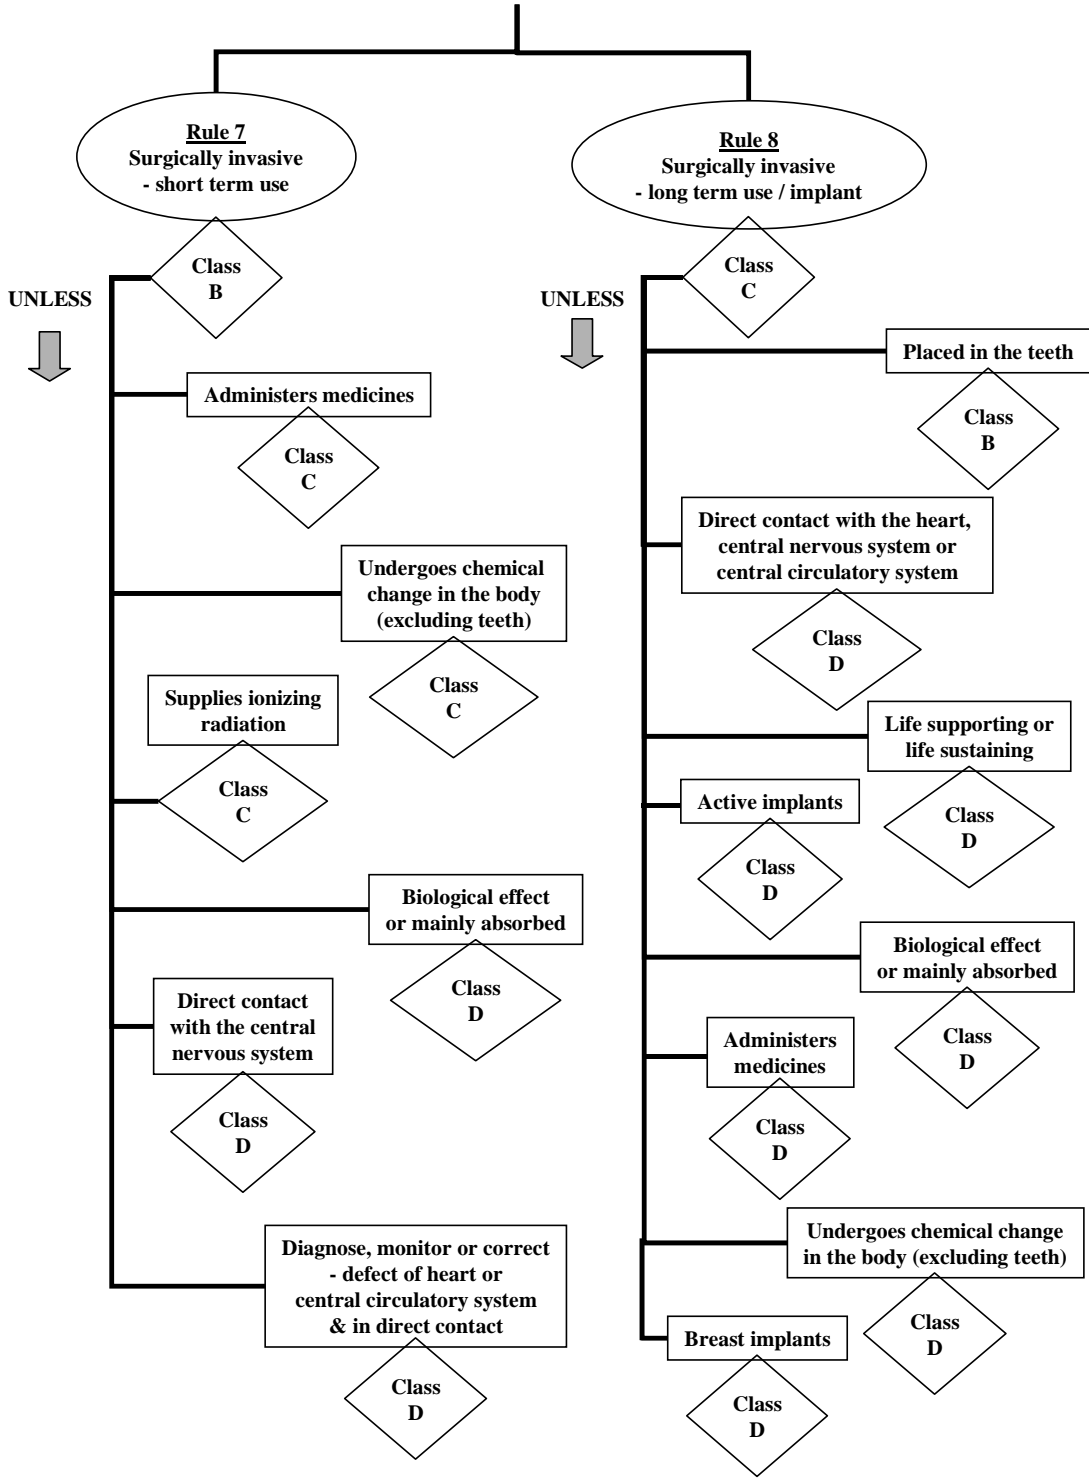 Rule 7
Surgically invasive
- short term use
Class
B
UNLESS
Administers medicines
Class
C
Undergoes chemical
change in the body
(excluding teeth)
Class
C
Supplies ionizing
radiation
Class
C
Biological effect
or mainly absorbed
Class
D
Direct contact
with the central
nervous system
Class
D
Diagnose, monitor or correct
- defect of heart or
central circulatory system
& in direct contact
Class
D
Rule 8
Surgically invasive
- long term use / implant
Class
C
UNLESS
Placed in the teeth
Class
B
Direct contact with the heart,
central nervous system or
central circulatory system
Class
D
Life supporting or
life sustaining
Class
D
Active implants
Class
D
Biological effect
or mainly absorbed
Class
D
Administers
medicines
Class
D
Undergoes chemical change
in the body (excluding teeth)
Class
D
Breast implants
Class
D